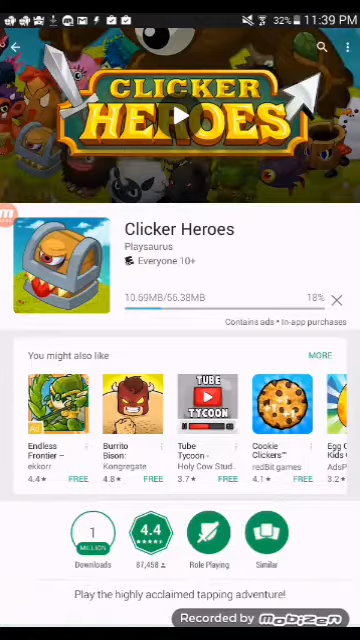 32% 11:39 PM
CLICKER
HEROES
Clicker Heroes
Playsaurus
Everyone 10+
10.69MB/55.38MB 18%
Contains ads • In-app purchases
You might also like MORE
Ad
TUBE
TYCOON
Endless
Frontier –
ekkorr
4.4★ FREE
Burrito
Bison:
Kongregate
4.8★ FREE
Tube
Tycoon -
Holy Cow Stud..
3.7★ FREE
Cookie
Clickers™
redBit games
4.1★ FREE
Egg
Kids
AdsP
3.2★
1
MILLION
Downloads
4.4
87,458
Role Playing
Similar
Play the highly acclaimed tapping adventure!
Recorded by Mobizen